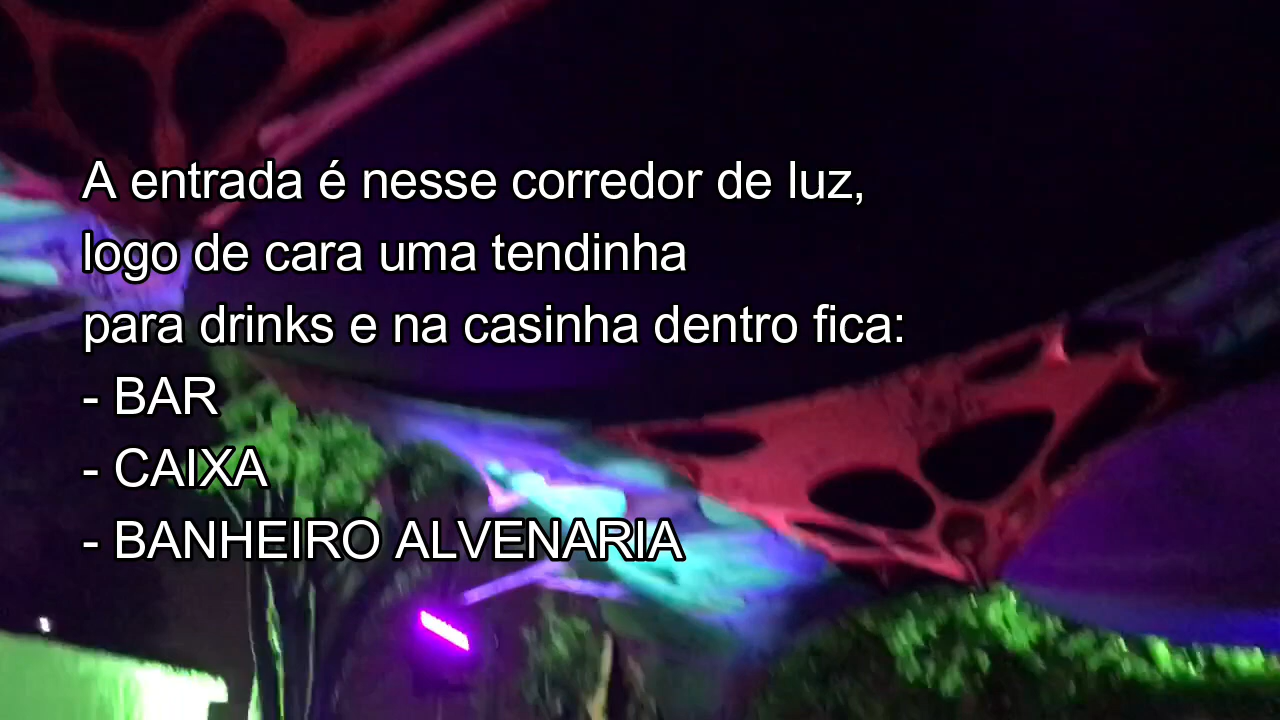 A entrada é nesse corredor de luz,
logo de cara uma tendinha
para drinks e na casinha dentro fica:
- BAR
- CAIXA
- BANHEIRO ALVENARIA